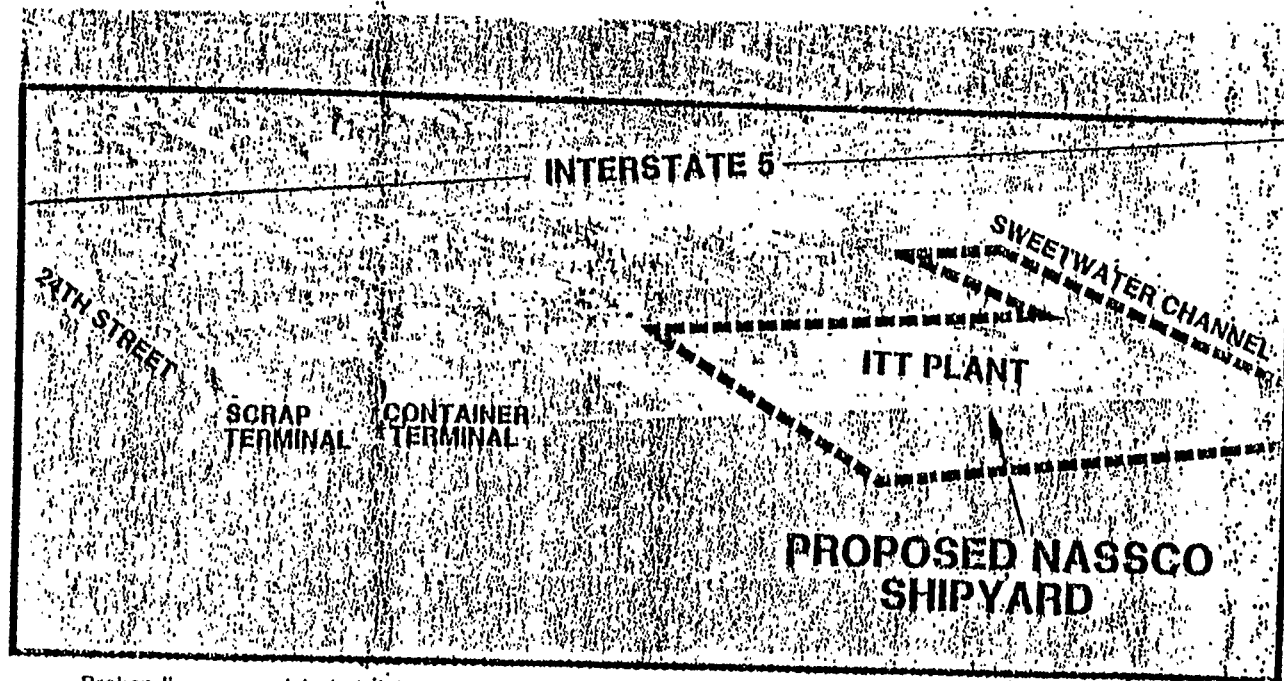 INTERSTATE 5
SWEETWATER CHANNEL
24TH STREET
ITT PLANT
SCRAP
TERMINAL
CONTAINER
TERMINAL
PROPOSED NASSCO
SHIPYARD